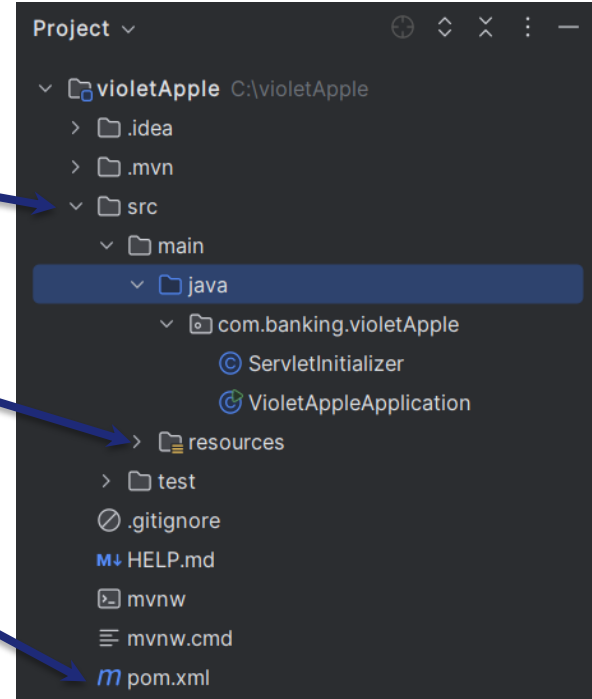 Project
violetApple C:\violetApple
.idea
.mvn
src
main
java
com.banking.violetApple
ServletInitializer
VioletAppleApplication
resources
test
.gitignore
HELP.md
mvnw
mvnw.cmd
pom.xml